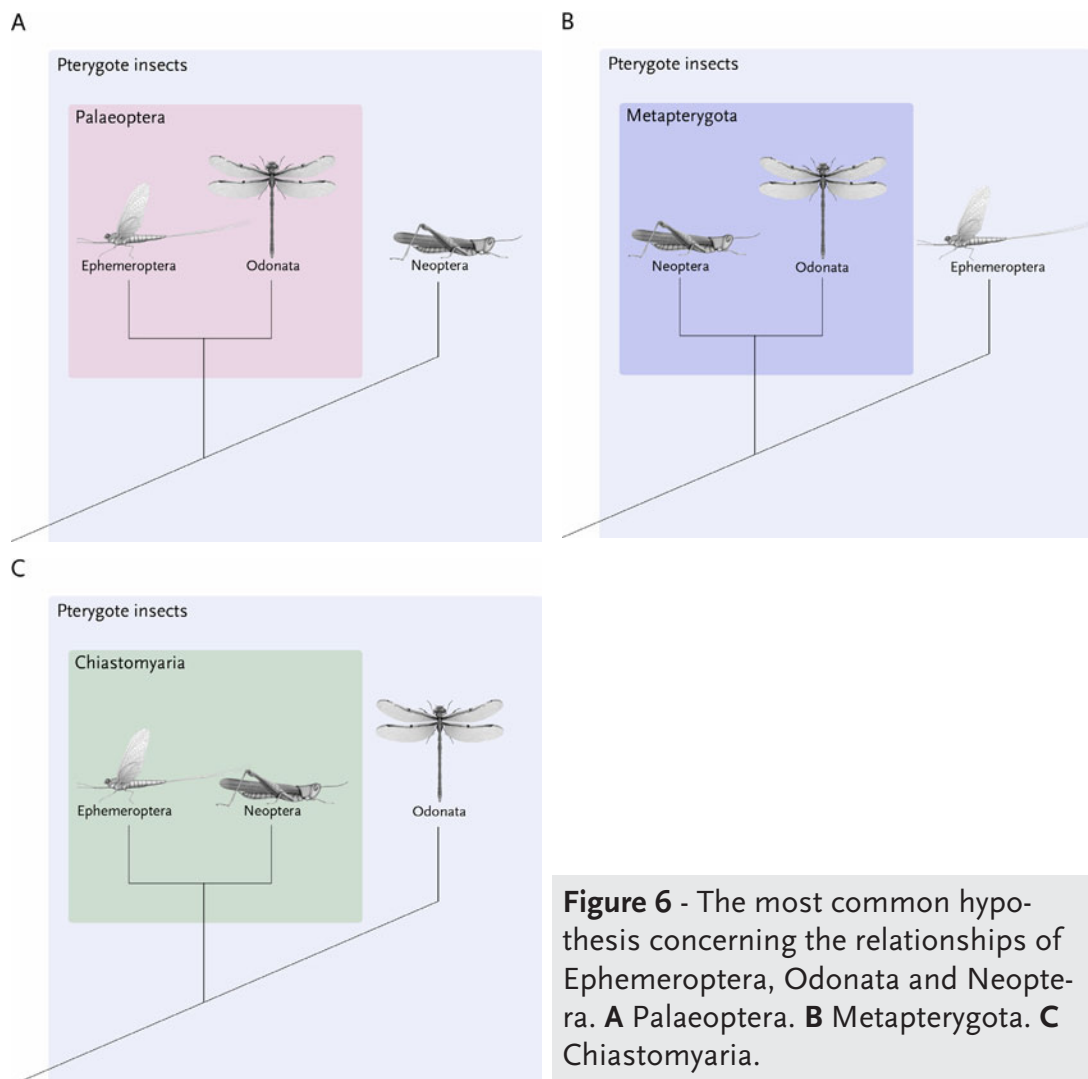 A
Pterygote insects
Palaeoptera
Ephemeroptera
Odonata
Neoptera
B
Pterygote insects
Metapterygota
Neoptera
Odonata
Ephemeroptera
C
Pterygote insects
Chiastomyaria
Ephemeroptera
Neoptera
Odonata
Figure 6 - The most common hypo-
thesis concerning the relationships of
Ephemeroptera, Odonata and Neopte-
ra. A Palaeoptera. B Metapterygota. C
Chiastomyaria.